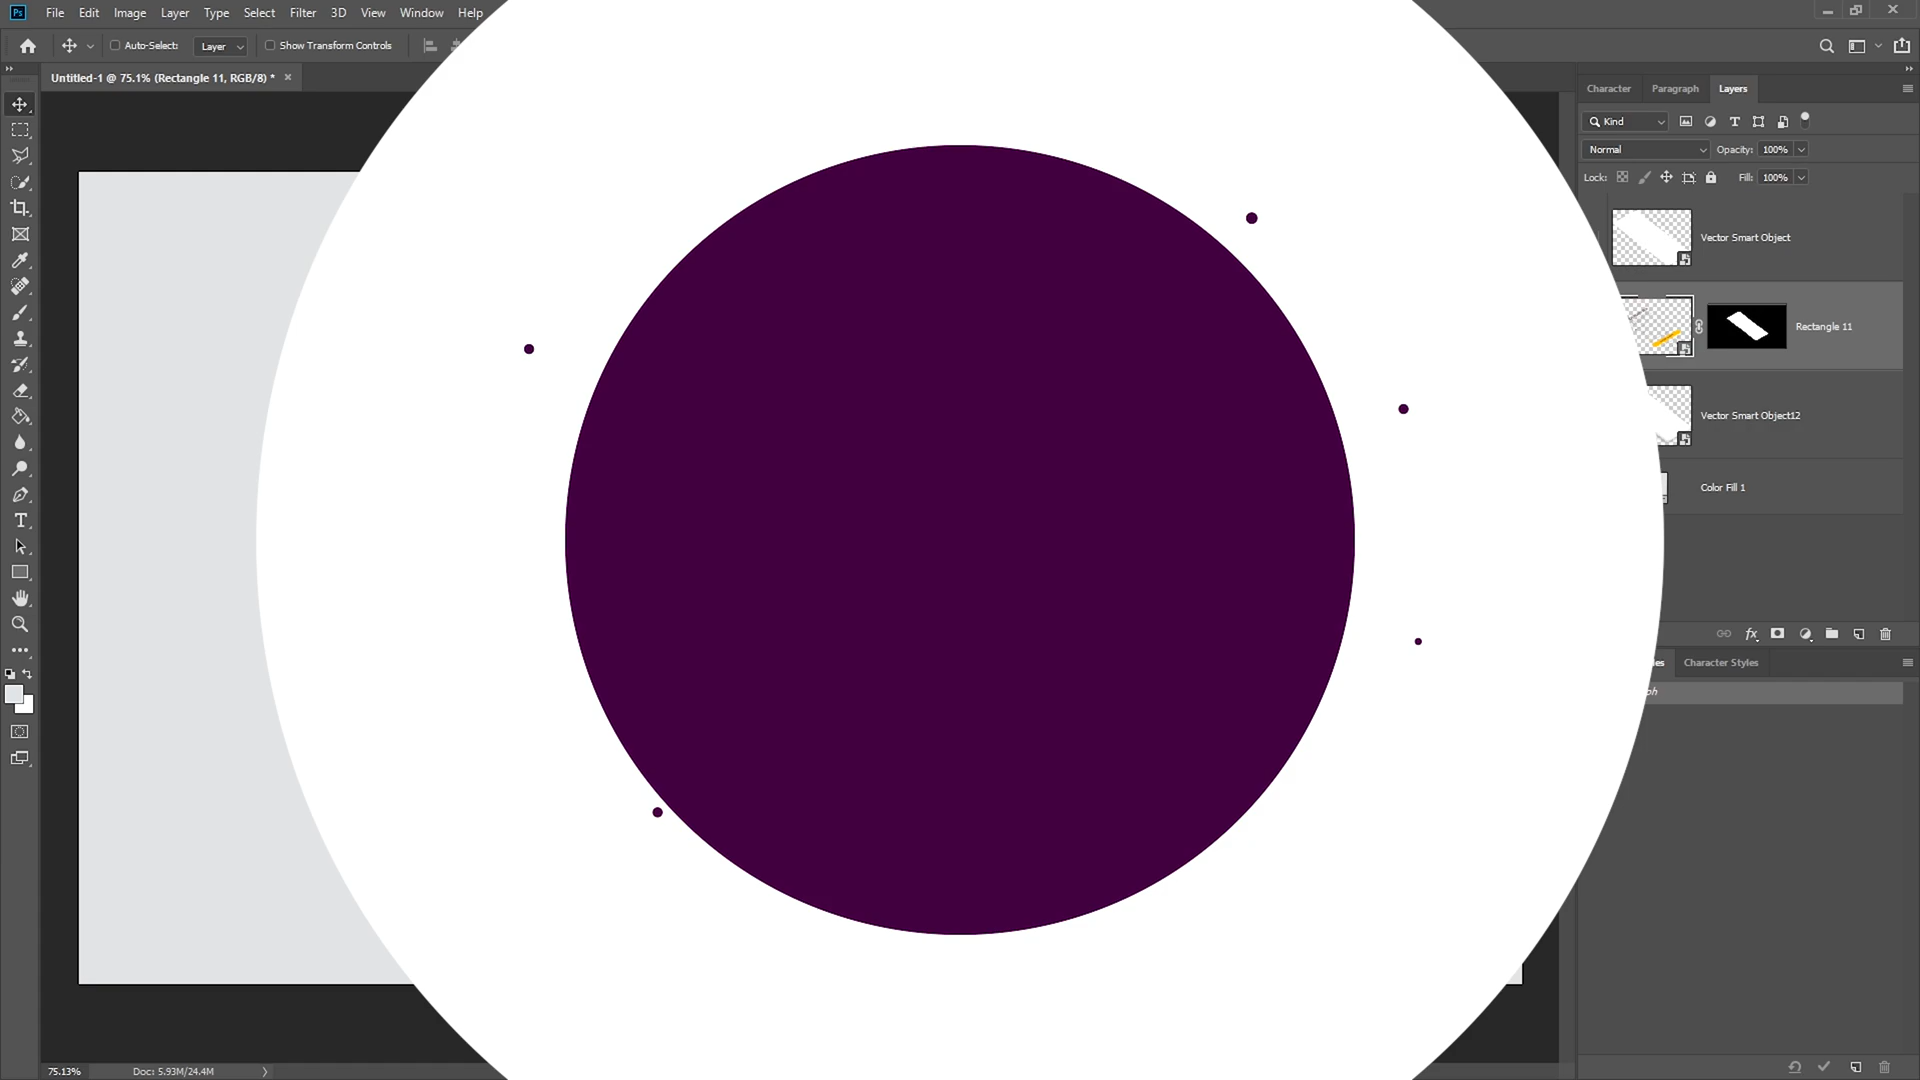 Ps File Edit Image Layer Type Select Filter 3D View Window Help
Auto-Select: Layer Show Transform Controls
Untitled-1 @ 75.1% (Rectangle 11, RGB/8) *
Character Paragraph Layers
Kind
Normal Opacity: 100%
Lock: Fill: 100%
Vector Smart Object
Rectangle 11
Vector Smart Object12
Color Fill 1
fx
Character Styles
75.13% Doc: 5.93M/24.4M